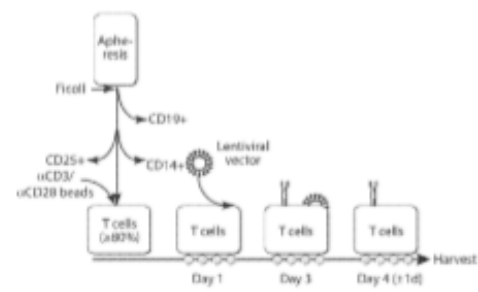 Aphe-
resis
Ficoll
CD19+
CD25+
CD14+
Lentiviral
vector
αCD3/
αCD28 beads
T cells
(≥80%)
T cells
T cells
T cells
Harvest
Day 1
Day 3
Day 4 (±1d)